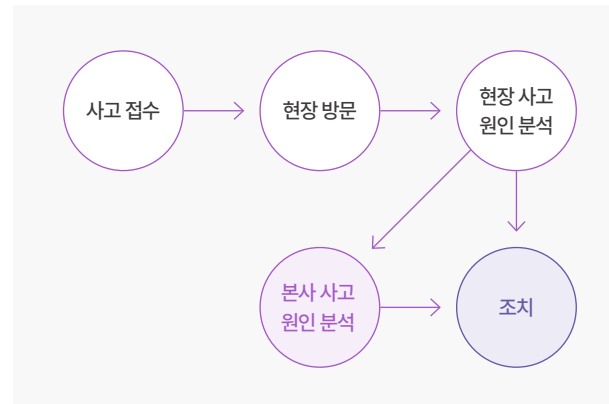 사고 접수
현장 방문
현장 사고
원인 분석
본사 사고
원인 분석
조치